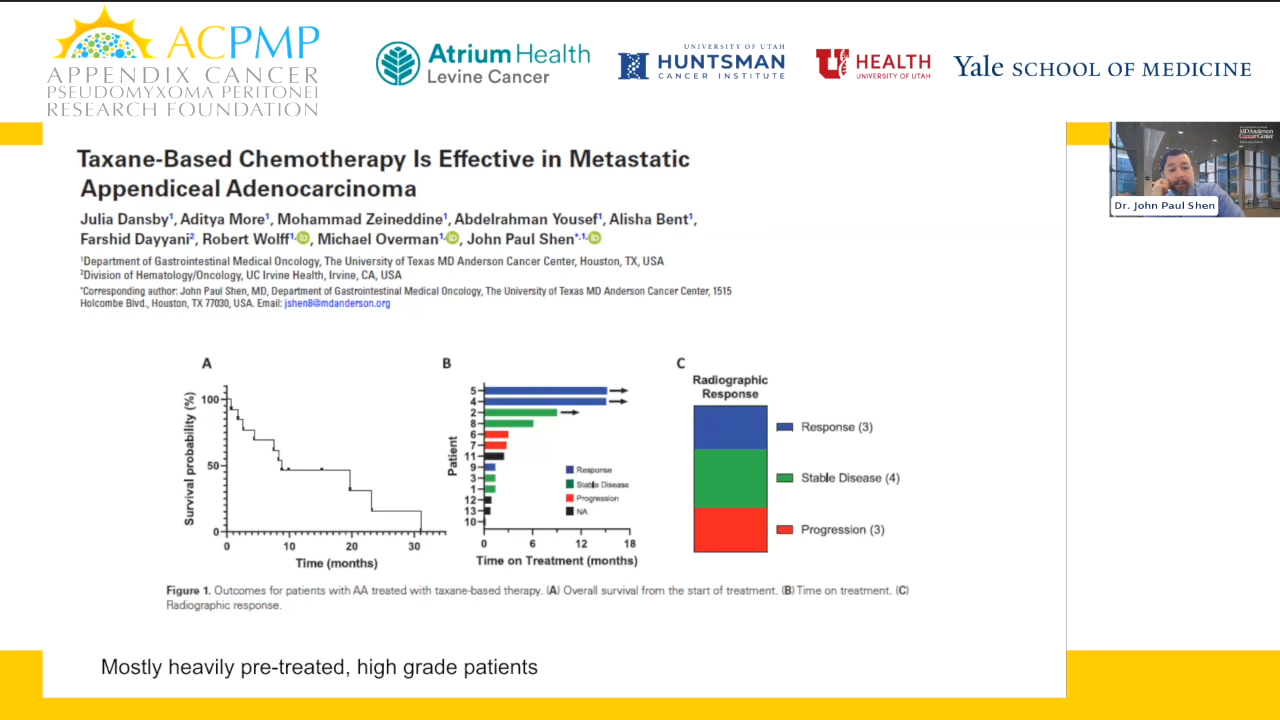 ACPMP
APPENDIX CANCER
PSEUDOMYXOMA PERITONEI
RESEARCH FOUNDATION
Atrium Health
Levine Cancer
UNIVERSITY OF UTAH
HUNTSMAN
CANCER INSTITUTE
U HEALTH
UNIVERSITY OF UTAH
Yale SCHOOL OF MEDICINE
MDAnderson
Cancer Center
Dr. John Paul Shen
Taxane-Based Chemotherapy Is Effective in Metastatic
Appendiceal Adenocarcinoma
Julia Dansby1, Aditya More1, Mohammad Zeineddine1, Abdelrahman Yousef1, Alisha Bent1,
Farshid Dayyani2, Robert Wolff1, iD, Michael Overman1, iD, John Paul Shen*,1, iD
1Department of Gastrointestinal Medical Oncology, The University of Texas MD Anderson Cancer Center, Houston, TX, USA
2Division of Hematology/Oncology, UC Irvine Health, Irvine, CA, USA
*Corresponding author: John Paul Shen, MD, Department of Gastrointestinal Medical Oncology, The University of Texas MD Anderson Cancer Center, 1515
Holcombe Blvd., Houston, TX 77030, USA. Email: jshen8@mdanderson.org
A
Survival probability (%)
100
50
0
0 10 20 30
Time (months)
B
Patient
5
4
2
8
6
7
11
9
3
1
12
13
10
Response
Stable Disease
Progression
NA
0 6 12 18
Time on Treatment (months)
C
Radiographic
Response
Response (3)
Stable Disease (4)
Progression (3)
Figure 1. Outcomes for patients with AA treated with taxane-based therapy. (A) Overall survival from the start of treatment. (B) Time on treatment. (C)
Radiographic response.
Mostly heavily pre-treated, high grade patients